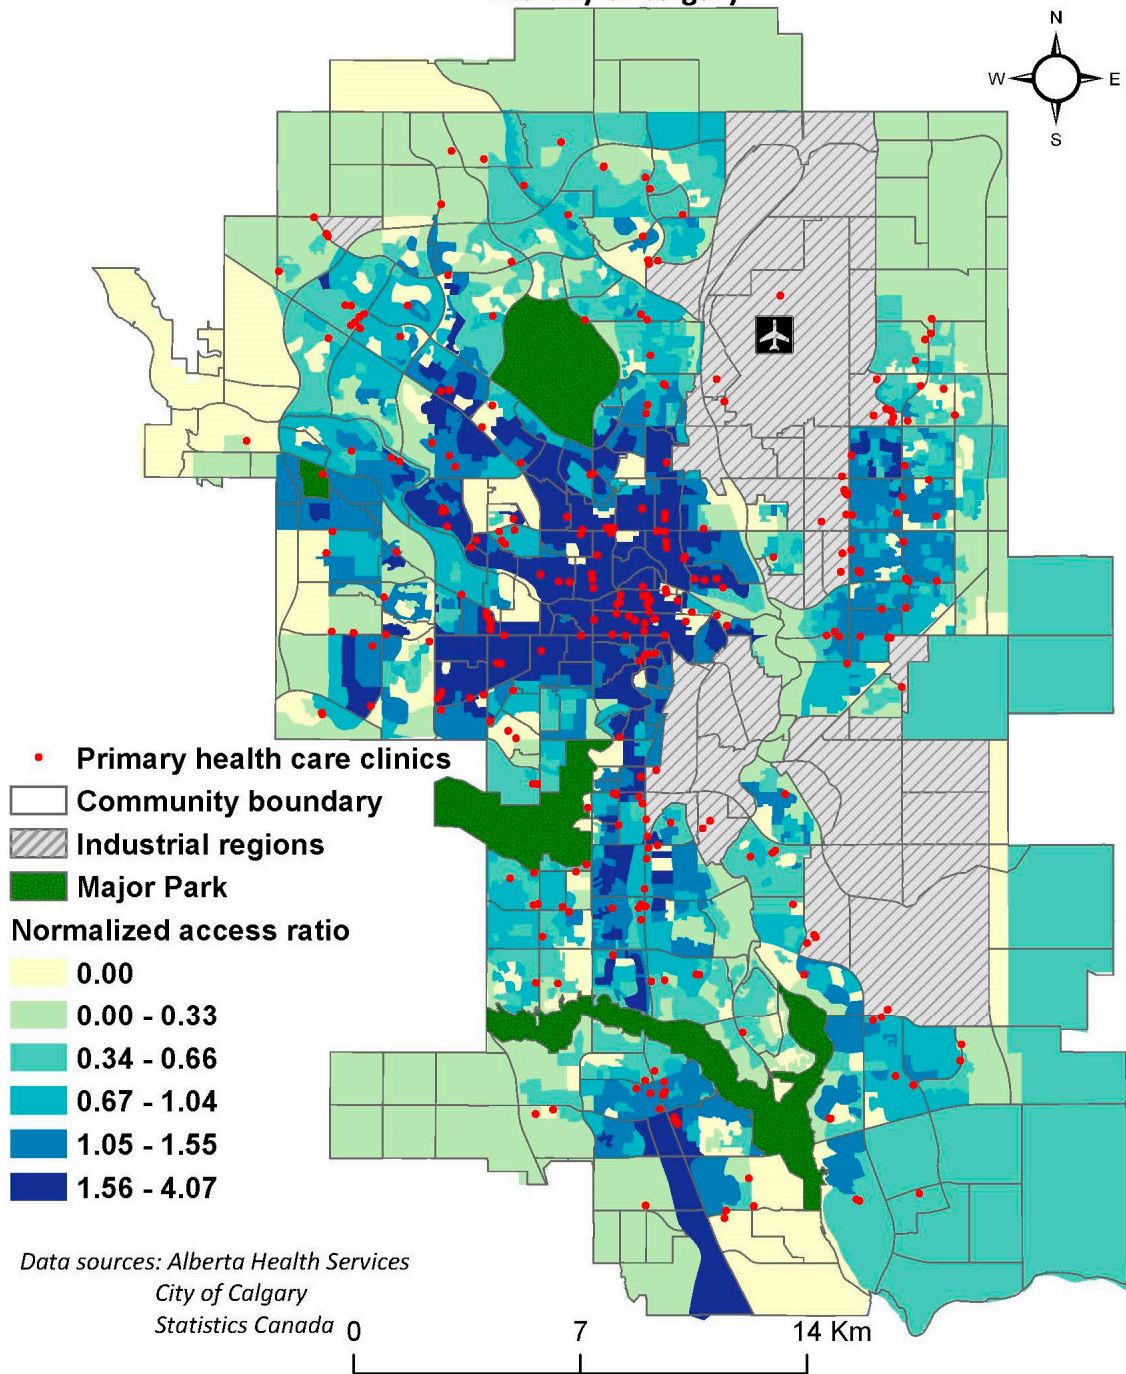 N
W E
S
Primary health care clinics
Community boundary
Industrial regions
Major Park
Normalized access ratio
0.00
0.00 - 0.33
0.34 - 0.66
0.67 - 1.04
1.05 - 1.55
1.56 - 4.07
Data sources: Alberta Health Services
City of Calgary
Statistics Canada
0 7 14 Km